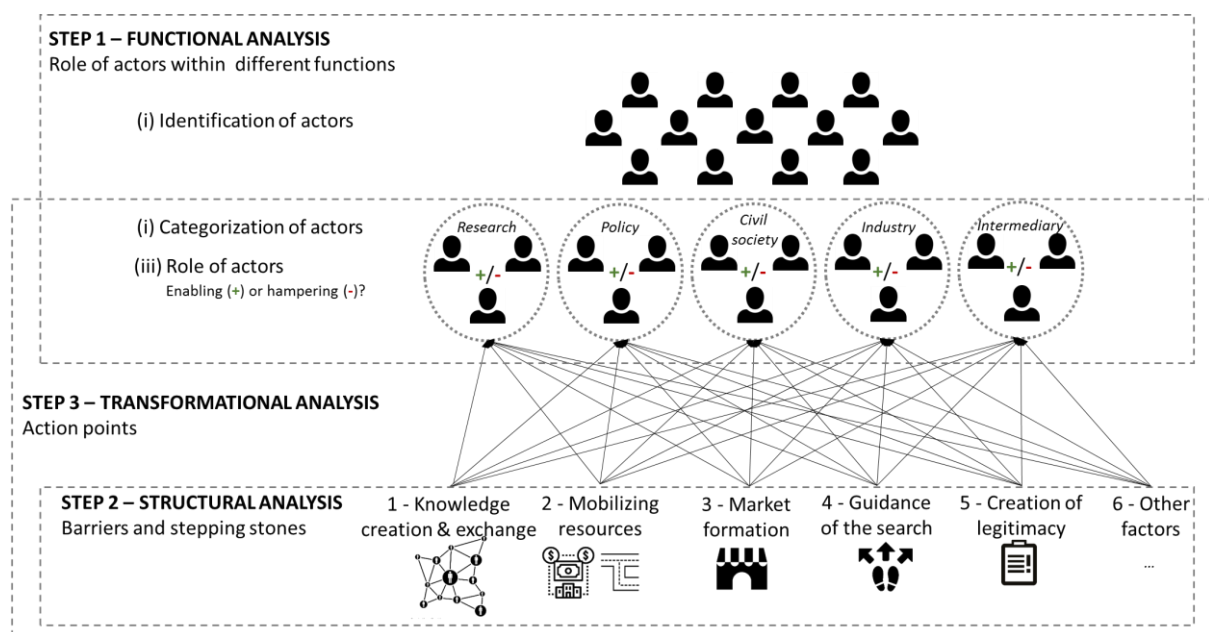 STEP 1 – FUNCTIONAL ANALYSIS
Role of actors within different functions
(i) Identification of actors
(i) Categorization of actors
(iii) Role of actors
Enabling (+) or hampering (-)?
Research
+/-
Policy
+/-
Civil
society
+/-
Industry
+/-
Intermediary
+/-
STEP 3 – TRANSFORMATIONAL ANALYSIS
Action points
STEP 2 – STRUCTURAL ANALYSIS
Barriers and stepping stones
1 - Knowledge
creation & exchange
2 - Mobilizing
resources
$ $
3 - Market
formation
4 - Guidance
of the search
5 - Creation of
legitimacy
6 - Other
factors
...